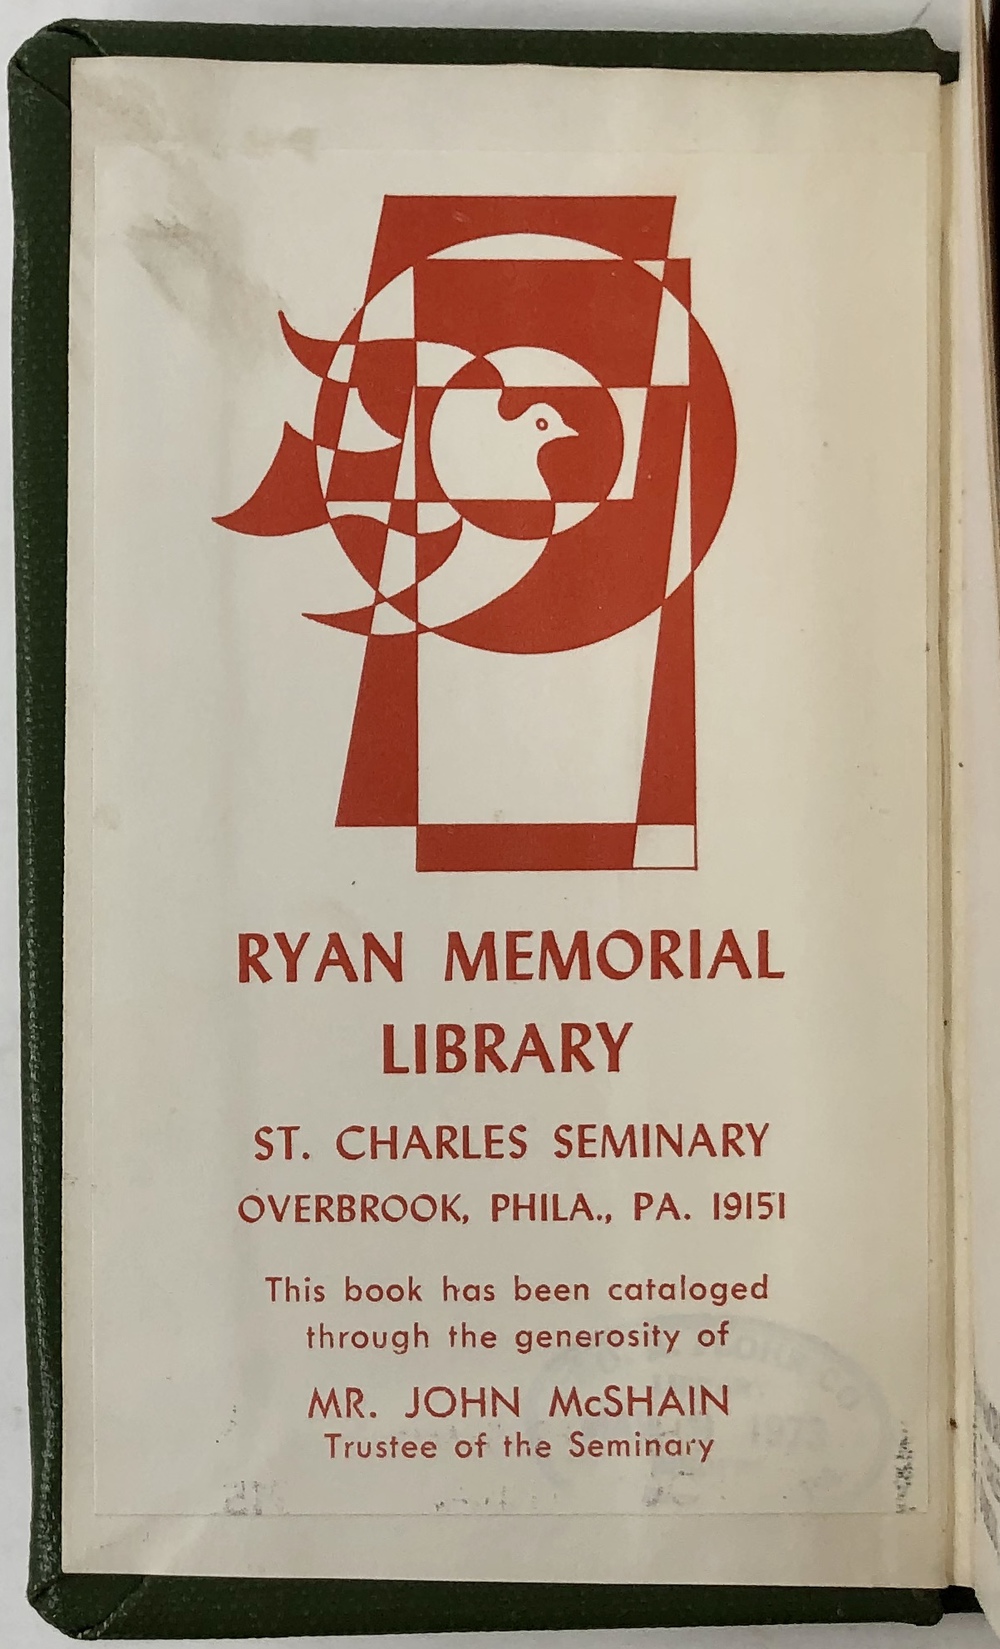 RYAN MEMORIAL
LIBRARY
ST. CHARLES SEMINARY
OVERBROOK, PHILA., PA. 19151
This book has been cataloged
through the generosity of
MR. JOHN McSHAIN
Trustee of the Seminary